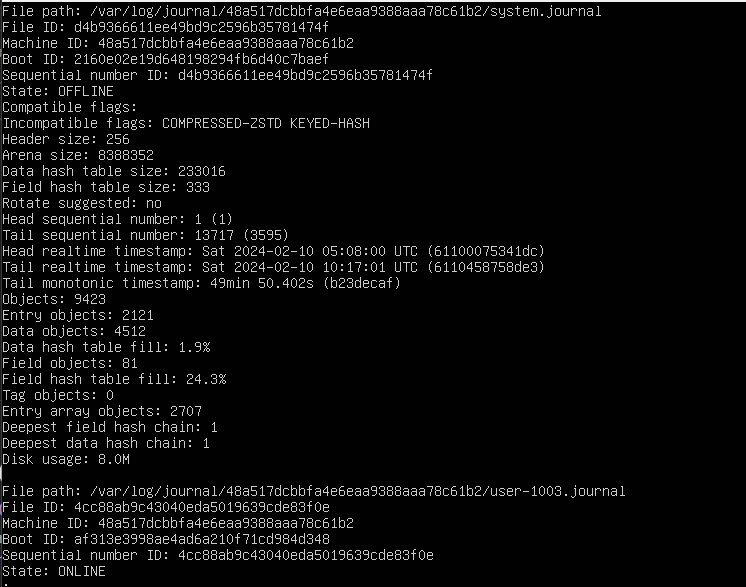 File path: /var/log/journal/48a517dcbbfa4e6eaa9388aaa78c61b2/system.journal
File ID: d4b9366611ee49bd9c2596b35781474f
Machine ID: 48a517dcbbfa4e6eaa9388aaa78c61b2
Boot ID: 2160e02e19d648198294fb6d40c7baef
Sequential number ID: d4b9366611ee49bd9c2596b35781474f
State: OFFLINE
Compatible flags:
Incompatible flags: COMPRESSED-ZSTD KEYED-HASH
Header size: 256
Arena size: 8388352
Data hash table size: 233016
Field hash table size: 333
Rotate suggested: no
Head sequential number: 1 (1)
Tail sequential number: 13717 (3595)
Head realtime timestamp: Sat 2024-02-10 05:08:00 UTC (61100075341dc)
Tail realtime timestamp: Sat 2024-02-10 10:17:01 UTC (6110458758de3)
Tail monotonic timestamp: 49min 50.402s (b23decaf)
Objects: 9423
Entry objects: 2121
Data objects: 4512
Data hash table fill: 1.9%
Field objects: 81
Field hash table fill: 24.3%
Tag objects: 0
Entry array objects: 2707
Deepest field hash chain: 1
Deepest data hash chain: 1
Disk usage: 8.0M
File path: /var/log/journal/48a517dcbbfa4e6eaa9388aaa78c61b2/user-1003.journal
File ID: 4cc88ab9c43040eda5019639cde83f0e
Machine ID: 48a517dcbbfa4e6eaa9388aaa78c61b2
Boot ID: af313e3998ae4ad6a210f71cd984d348
Sequential number ID: 4cc88ab9c43040eda5019639cde83f0e
State: ONLINE